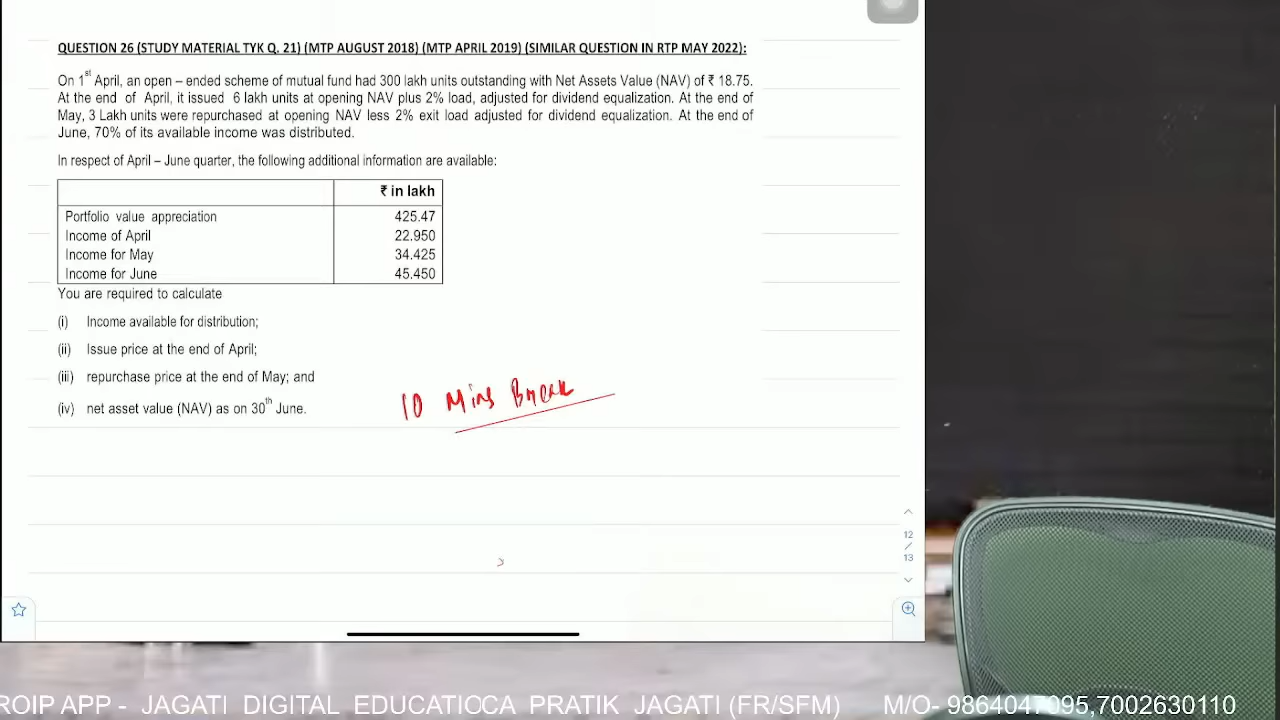 QUESTION 26 (STUDY MATERIAL TYK Q. 21) (MTP AUGUST 2018) (MTP APRIL 2019) (SIMILAR QUESTION IN RTP MAY 2022):
On 1st April, an open – ended scheme of mutual fund had 300 lakh units outstanding with Net Assets Value (NAV) of ₹ 18.75.
At the end of April, it issued 6 lakh units at opening NAV plus 2% load, adjusted for dividend equalization. At the end of
May, 3 Lakh units were repurchased at opening NAV less 2% exit load adjusted for dividend equalization. At the end of
June, 70% of its available income was distributed.
In respect of April – June quarter, the following additional information are available:
₹ in lakh
Portfolio value appreciation 425.47
Income of April 22.950
Income for May 34.425
Income for June 45.450
You are required to calculate
(i) Income available for distribution;
(ii) Issue price at the end of April;
(iii) repurchase price at the end of May; and
(iv) net asset value (NAV) as on 30th June.
10 Mins Break
12
/
13
ROIP APP - JAGATI DIGITAL EDUCATIOCA PRATIK JAGATI (FR/SFM) M/O- 9864047095,7002630110